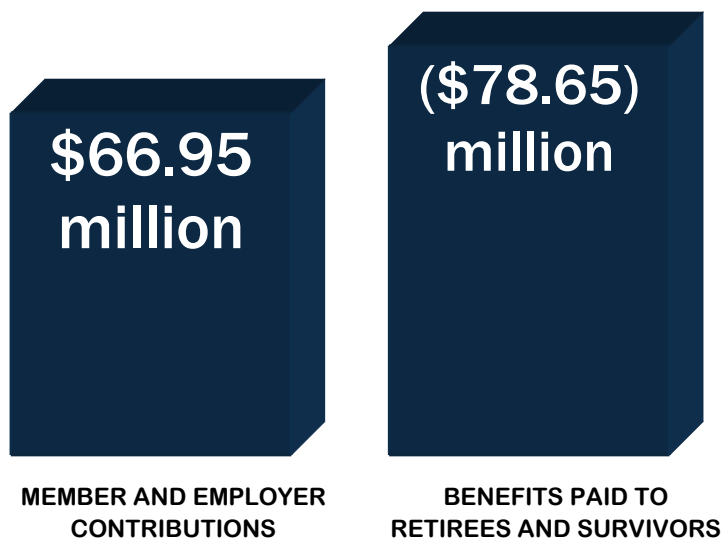 $66.95
million
($78.65)
million
MEMBER AND EMPLOYER
CONTRIBUTIONS
BENEFITS PAID TO
RETIREES AND SURVIVORS